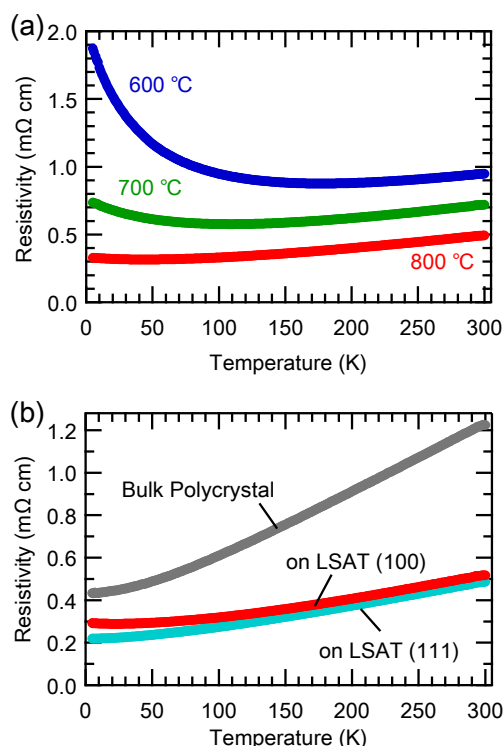 (a)
2.0
1.5
1.0
0.5
0.0
Resistivity (mΩ cm)
600 ℃
700 ℃
800 ℃
0 50 100 150 200 250 300
Temperature (K)
(b)
1.2
1.0
0.8
0.6
0.4
0.2
0.0
Resistivity (mΩ cm)
Bulk Polycrystal
on LSAT (100)
on LSAT (111)
0 50 100 150 200 250 300
Temperature (K)